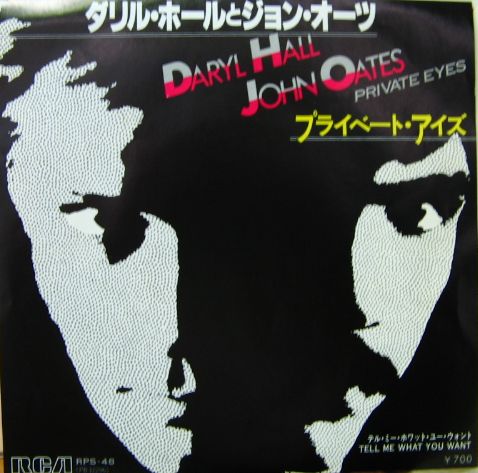 ダリル・ホールとジョン・オーツ
DARYL HALL
JOHN OATES
PRIVATE EYES
プライベート・アイズ
テル・ミー・ホワット・ユー・ウォント
TELL ME WHAT YOU WANT
RCA RPS-46
¥700